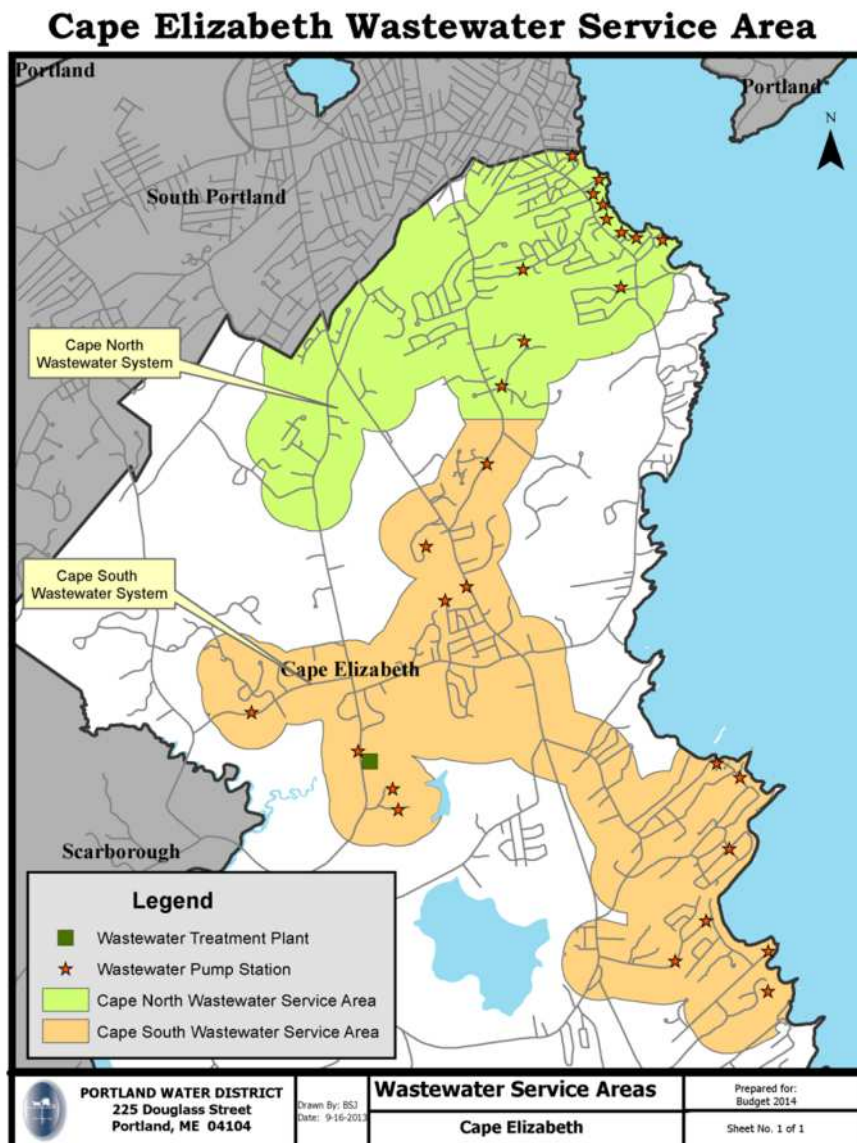 Cape Elizabeth Wastewater Service Area
Portland
Portland
N
South Portland
Cape North
Wastewater System
Cape South
Wastewater System
Cape Elizabeth
Scarborough
Legend
Wastewater Treatment Plant
Wastewater Pump Station
Cape North Wastewater Service Area
Cape South Wastewater Service Area
PORTLAND WATER DISTRICT
225 Douglass Street
Portland, ME 04104
Drawn By: BSJ
Date: 9-16-2013
Wastewater Service Areas
Cape Elizabeth
Prepared for:
Budget 2014
Sheet No. 1 of 1